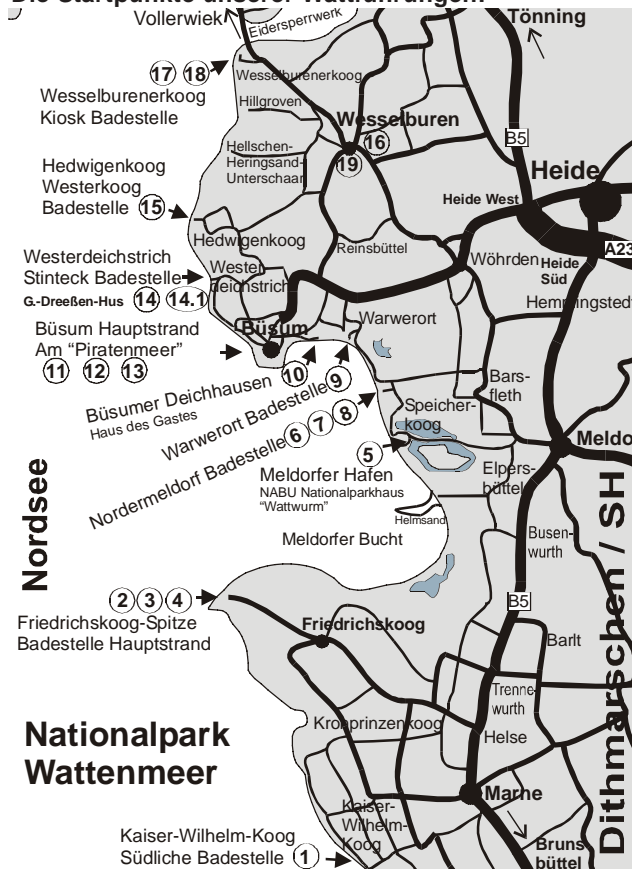 Die Startpunkte unserer Wattführungen:
Vollerwiek
Eidersperrwerk
Tönning
17 18
Wesselburenerkoog
Wesselburenerkoog
Kiosk Badestelle
Hillgroven
Wesselburen
16
19
B5
Hellschen-
Heringsand-
Unterschaar
Heide
Hedwigenkoog
Westerkoog
Badestelle 15
Heide West
Hedwigenkoog
Reinsbüttel
A23
Westerdeichstrich
Stinteck Badestelle
G.-Dreeßen-Hus 14 14.1
Wester-
deichstrich
Wöhrden
Heide
Süd
Hemmingstedt
Büsum Hauptstrand
Am "Piratenmeer"
11 12 13
Büsum
Warwerort
Büsumer Deichhausen 10
Haus des Gastes
Warwerort Badestelle 9
Nordermeldorf Badestelle 6 7 8
Bars-
fleth
Speicher-
koog
5
Meldorf
Meldorfer Hafen
NABU Nationalparkhaus
"Wattwurm"
Elpers-
büttel
Helmsand
Meldorfer Bucht
Nordsee
Busen-
wurth
2 3 4
Friedrichskoog-Spitze
Badestelle Hauptstrand
B5
Friedrichskoog
Barlt
Dithmarschen / SH
Trenne-
wurth
Kronprinzenkoog
Helse
Nationalpark
Wattenmeer
Marne
Kaiser-
Wilhelm-
Koog
Kaiser-Wilhelm-Koog
Südliche Badestelle 1
Bruns
büttel